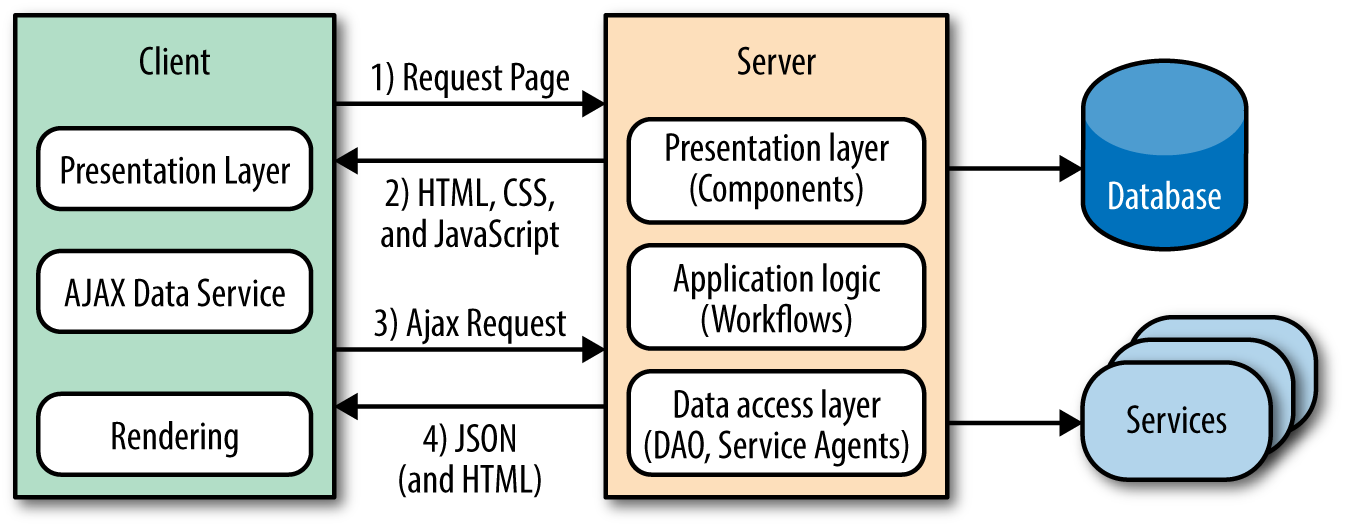 Client
Presentation Layer
AJAX Data Service
Rendering
1) Request Page
2) HTML, CSS,
and JavaScript
3) Ajax Request
4) JSON
(and HTML)
Server
Presentation layer
(Components)
Application logic
(Workflows)
Data access layer
(DAO, Service Agents)
Database
Services